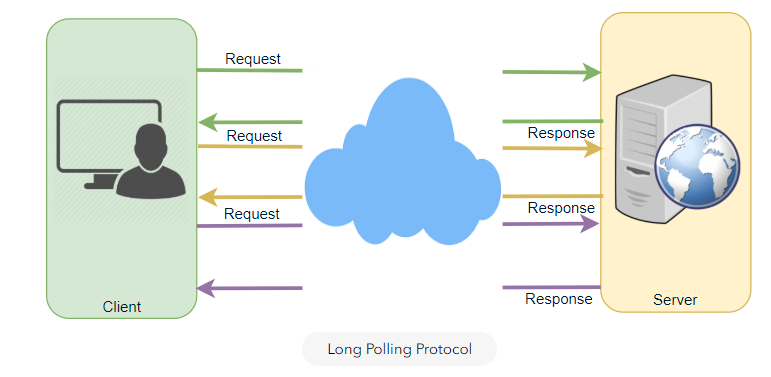 Request
Request
Response
Request
Response
Response
Client
Server
Long Polling Protocol